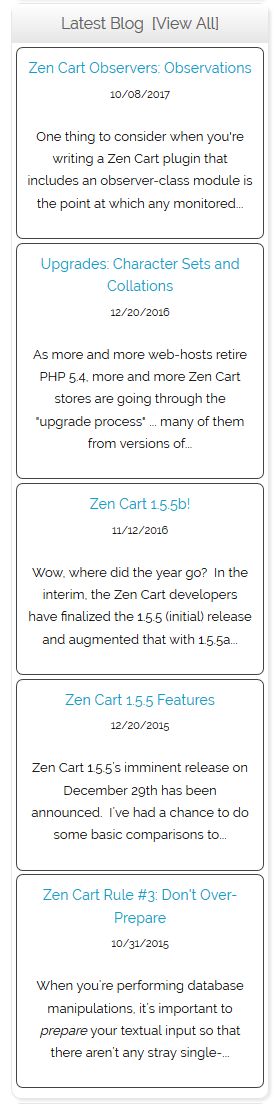 Latest Blog [View All]
Zen Cart Observers: Observations
10/08/2017
One thing to consider when you're
writing a Zen Cart plugin that
includes an observer-class module is
the point at which any monitored...
Upgrades: Character Sets and
Collations
12/20/2016
As more and more web-hosts retire
PHP 5.4, more and more Zen Cart
stores are going through the
"upgrade process" ... many of them
from versions of...
Zen Cart 1.5.5b!
11/12/2016
Wow, where did the year go? In the
interim, the Zen Cart developers
have finalized the 1.5.5 (initial) release
and augmented that with 1.5.5a...
Zen Cart 1.5.5 Features
12/20/2015
Zen Cart 1.5.5's imminent release on
December 29th has been
announced. I've had a chance to do
some basic comparisons to...
Zen Cart Rule #3: Don't Over-
Prepare
10/31/2015
When you're performing database
manipulations, it's important to
prepare your textual input so that
there aren't any stray single-...